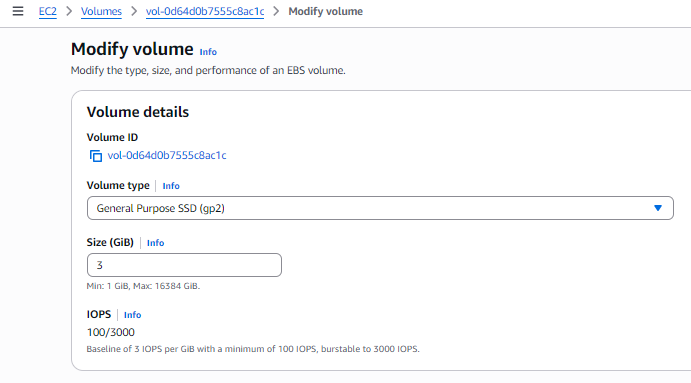 EC2 > Volumes > vol-0d64d0b7555c8ac1c > Modify volume
Modify volume Info
Modify the type, size, and performance of an EBS volume.
Volume details
Volume ID
vol-0d64d0b7555c8ac1c
Volume type | Info
General Purpose SSD (gp2)
Size (GiB) | Info
3
Min: 1 GiB, Max: 16384 GiB.
IOPS | Info
100/3000
Baseline of 3 IOPS per GiB with a minimum of 100 IOPS, burstable to 3000 IOPS.